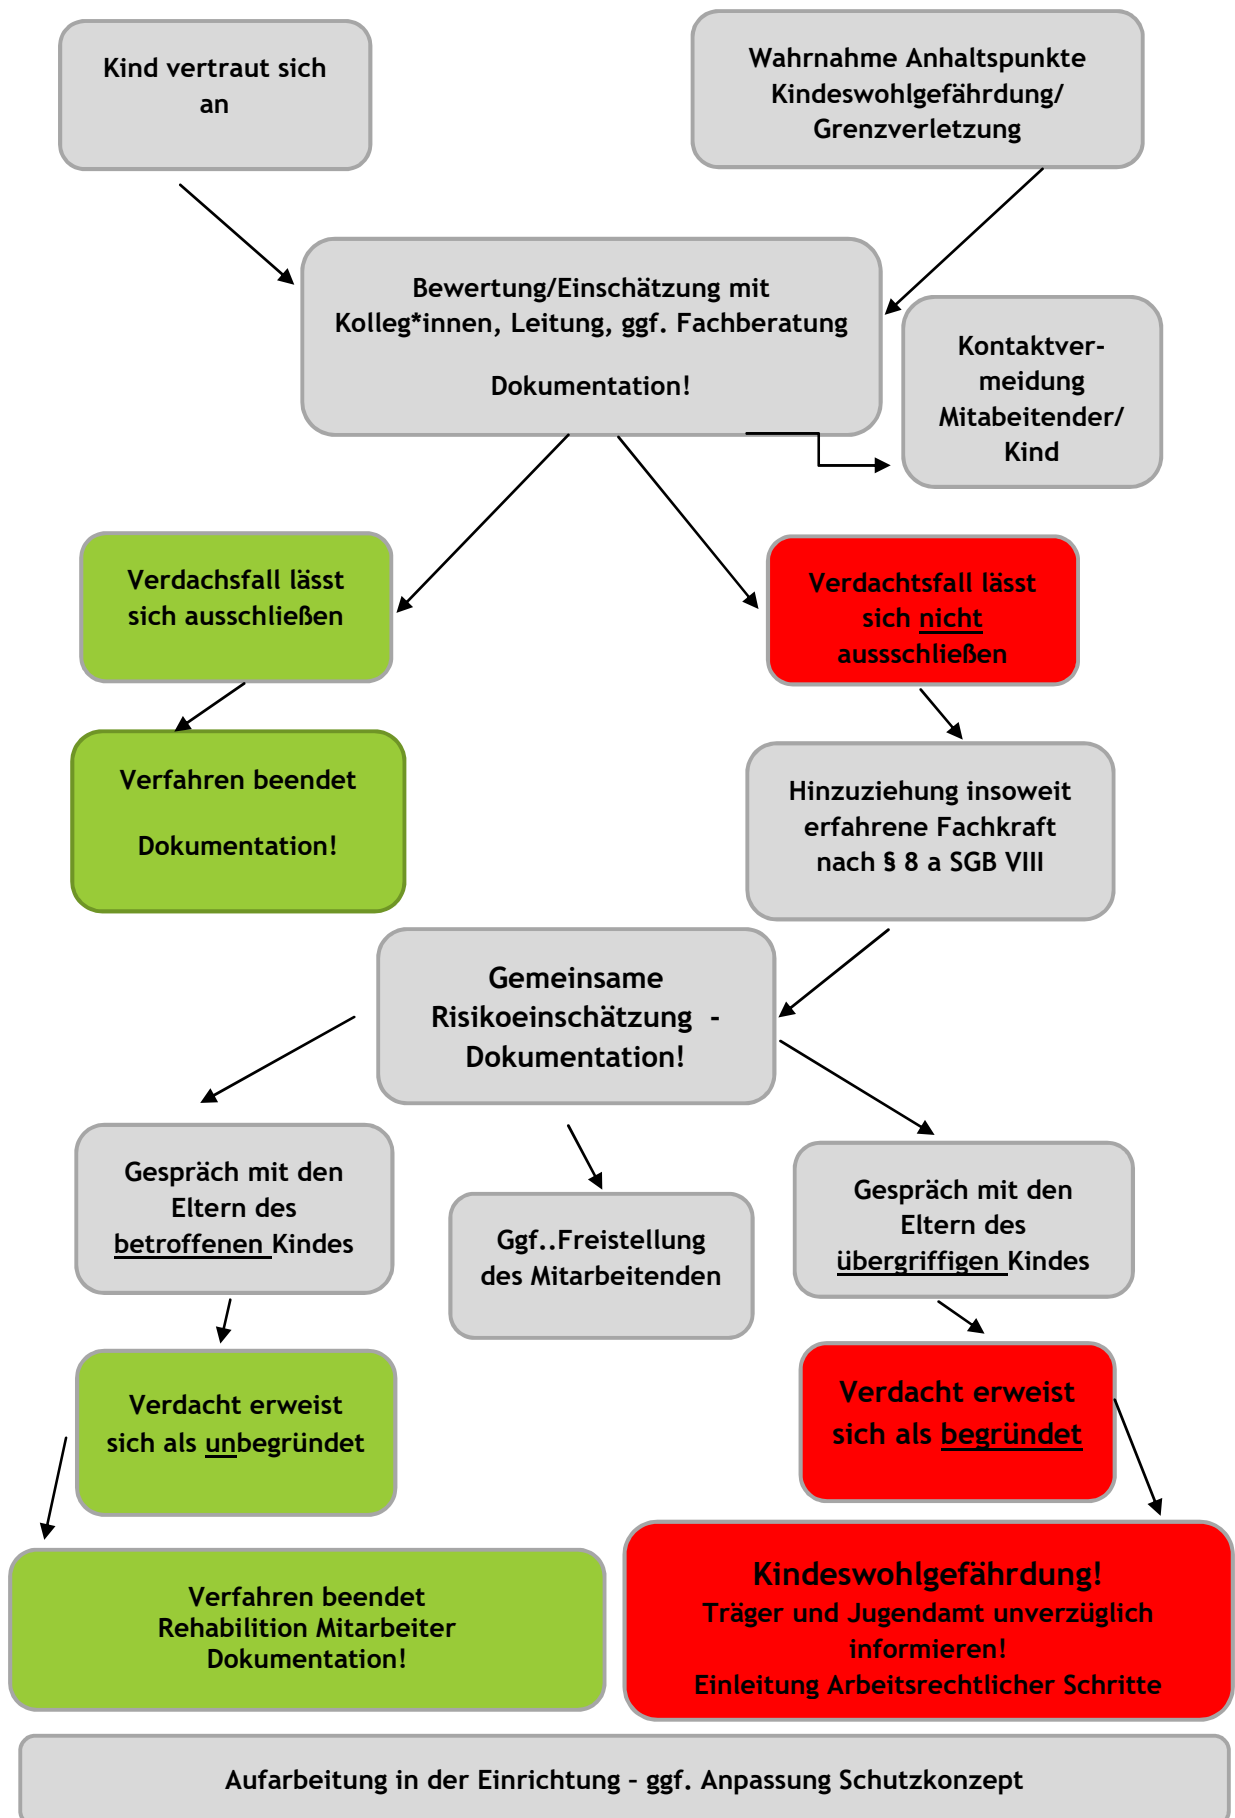 Kind vertraut sich
an
Wahrnahme Anhaltspunkte
Kindeswohlgefährdung/
Grenzverletzung
Bewertung/Einschätzung mit
Kolleg*innen, Leitung, ggf. Fachberatung
Dokumentation!
Kontaktver-
meidung
Mitabeitender/
Kind
Verdachsfall lässt
sich ausschließen
Verdachtsfall lässt
sich nicht
aussschließen
Verfahren beendet
Dokumentation!
Hinzuziehung insoweit
erfahrene Fachkraft
nach § 8 a SGB VIII
Gemeinsame
Risikoeinschätzung -
Dokumentation!
Gespräch mit den
Eltern des
betroffenen Kindes
Ggf..Freistellung
des Mitarbeitenden
Gespräch mit den
Eltern des
übergriffigen Kindes
Verdacht erweist
sich als unbegründet
Verdacht erweist
sich als begründet
Verfahren beendet
Rehabilition Mitarbeiter
Dokumentation!
Kindeswohlgefährdung!
Träger und Jugendamt unverzüglich
informieren!
Einleitung Arbeitsrechtlicher Schritte
Aufarbeitung in der Einrichtung – ggf. Anpassung Schutzkonzept